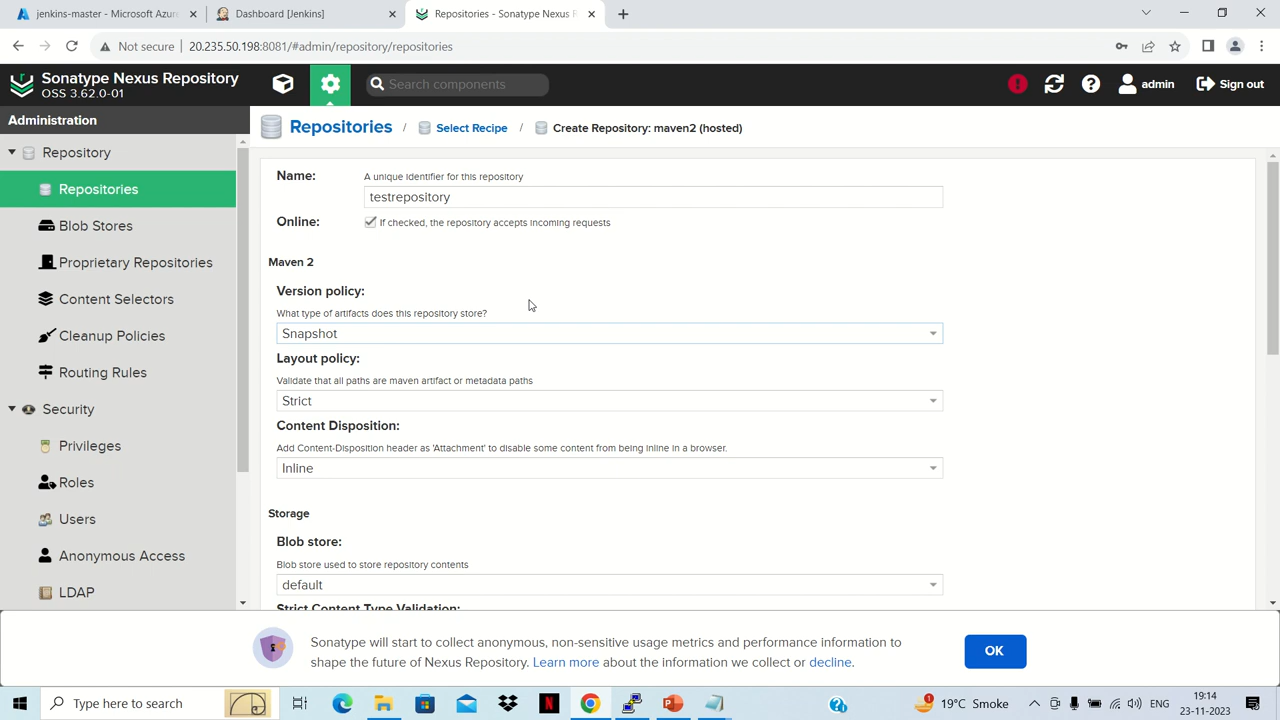 jenkins-master - Microsoft Azur
Dashboard [Jenkins]
Repositories - Sonatype Nexus R
Not secure
20.235.50.198:8081/#admin/repository/repositories
Sonatype Nexus Repository
OSS 3.62.0-01
Search components
admin
Sign out
Administration
Repository
Repositories
Blob Stores
Proprietary Repositories
Content Selectors
Cleanup Policies
Routing Rules
Security
Privileges
Roles
Users
Anonymous Access
LDAP
Repositories / Select Recipe / Create Repository: maven2 (hosted)
Name:
A unique identifier for this repository
testrepository
Online:
If checked, the repository accepts incoming requests
Maven 2
Version policy:
What type of artifacts does this repository store?
Snapshot
Layout policy:
Validate that all paths are maven artifact or metadata paths
Strict
Content Disposition:
Add Content-Disposition header as 'Attachment' to disable some content from being inline in a browser.
Inline
Storage
Blob store:
Blob store used to store repository contents
default
Strict Content Type Validation:
Sonatype will start to collect anonymous, non-sensitive usage metrics and performance information to
shape the future of Nexus Repository. Learn more about the information we collect or decline.
OK
Type here to search
1
19°C Smoke
ENG
19:14
23-11-2023